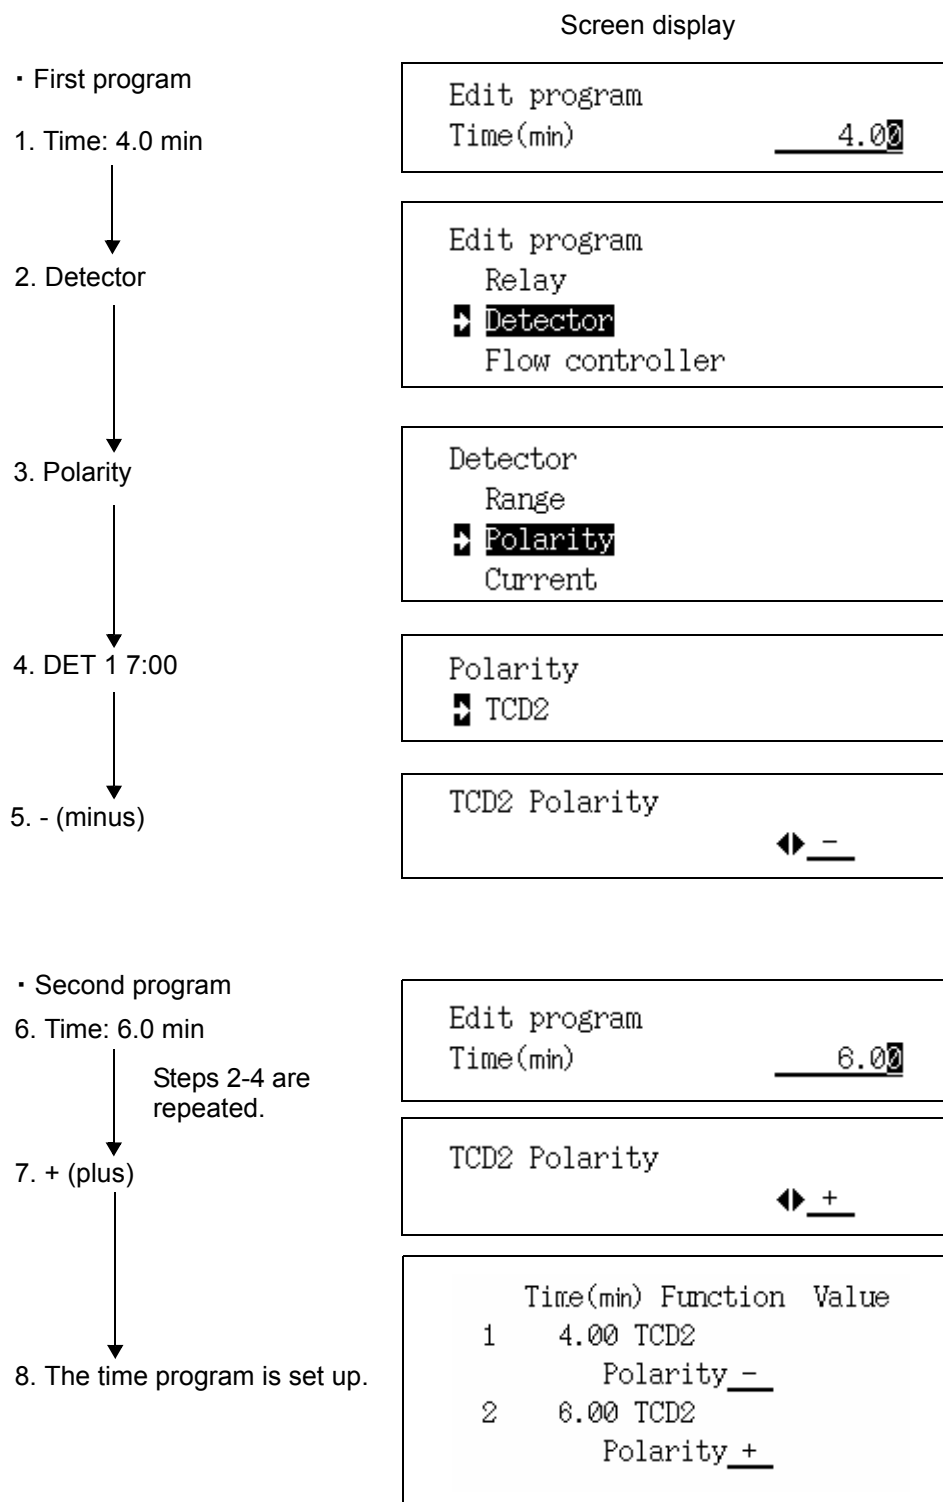 Screen display
・First program
1. Time: 4.0 min
Edit program
Time(min) 4.00
2. Detector
Edit program
Relay
Detector
Flow controller
3. Polarity
Detector
Range
Polarity
Current
4. DET 1 7:00
Polarity
TCD2
5. - (minus)
TCD2 Polarity
-
・Second program
6. Time: 6.0 min
Edit program
Time(min) 6.00
Steps 2-4 are
repeated.
7. + (plus)
TCD2 Polarity
+
8. The time program is set up.
Time(min) Function Value
1 4.00 TCD2
Polarity -
2 6.00 TCD2
Polarity +